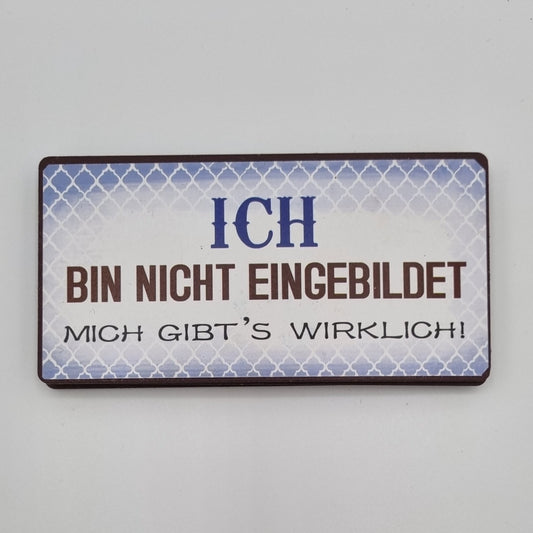 ICH
BIN NICHT EINGEBILDET
MICH GIBT'S WIRKLICH!